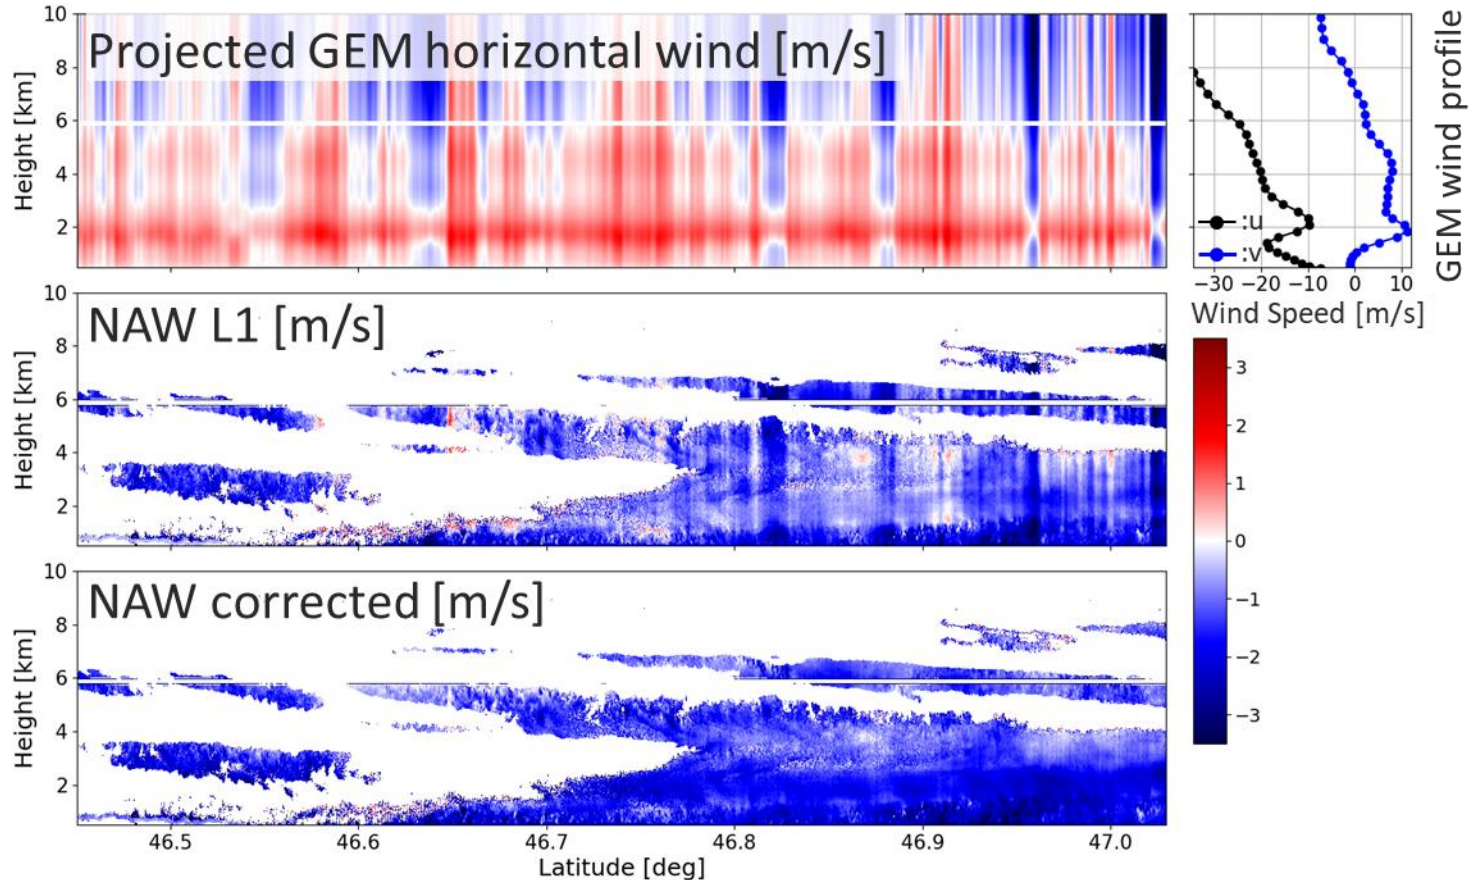 10
8
6
4
2
Height [km]
Projected GEM horizontal wind [m/s]
:u
:v
−30 −20 −10 0 10
Wind Speed [m/s]
GEM wind profile
10
8
6
4
2
Height [km]
NAW L1 [m/s]
3
2
1
0
−1
−2
−3
10
8
6
4
2
Height [km]
NAW corrected [m/s]
46.5 46.6 46.7 46.8 46.9 47.0
Latitude [deg]